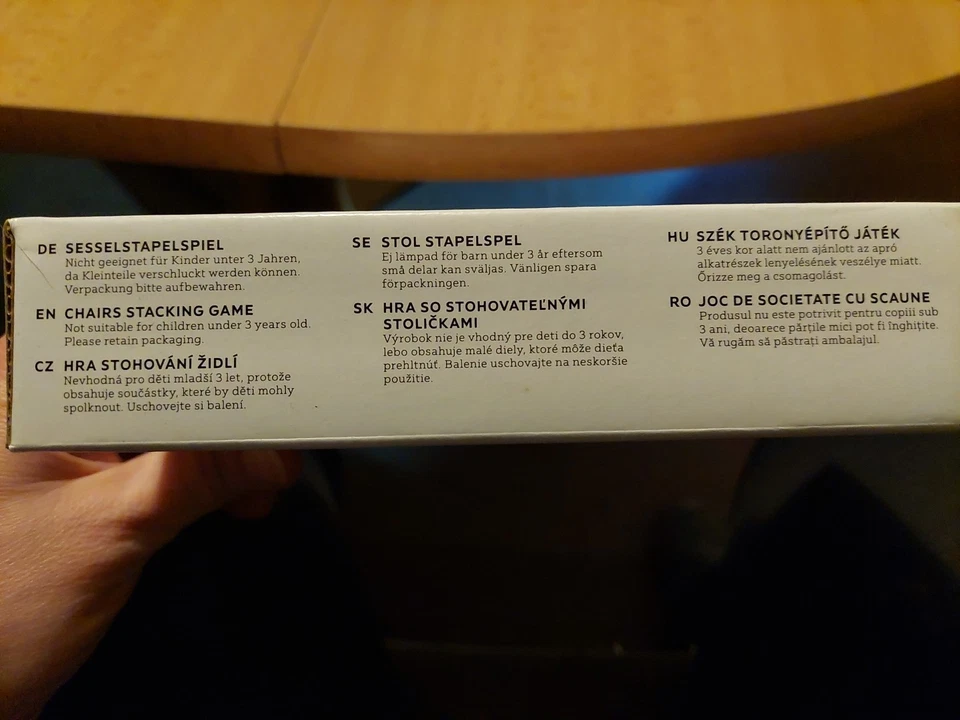 DE SESSELSTAPELSPIEL
Nicht geeignet für Kinder unter 3 Jahren,
da Kleinteile verschluckt werden können.
Verpackung bitte aufbewahren.
EN CHAIRS STACKING GAME
Not suitable for children under 3 years old.
Please retain packaging.
CZ HRA STOHOVÁNÍ ŽIDLÍ
Nevhodná pro děti mladší 3 let, protože
obsahuje součástky, které by děti mohly
spolknout. Uschovejte si balení.
SE STOL STAPELSPEL
Ej lämpad för barn under 3 år eftersom
små delar kan sväljas. Vänligen spara
förpackningen.
SK HRA SO STOHOVATEĽNÝMI
STOLIČKAMI
Výrobok nie je vhodný pre deti do 3 rokov,
lebo obsahuje malé diely, ktoré môže dieťa
prehltnúť. Balenie uschovajte na neskoršie
použitie.
HU SZÉK TORONYÉPÍTŐ JÁTÉK
3 éves kor alatt nem ajánlott az apró
alkatrészek lenyelésének veszélye miatt.
Őrizze meg a csomagolást.
RO JOC DE SOCIETATE CU SCAUNE
Produsul nu este potrivit pentru copiii sub
3 ani, deoarece părțile mici pot fi înghițite.
Vă rugăm să păstrați ambalajul.